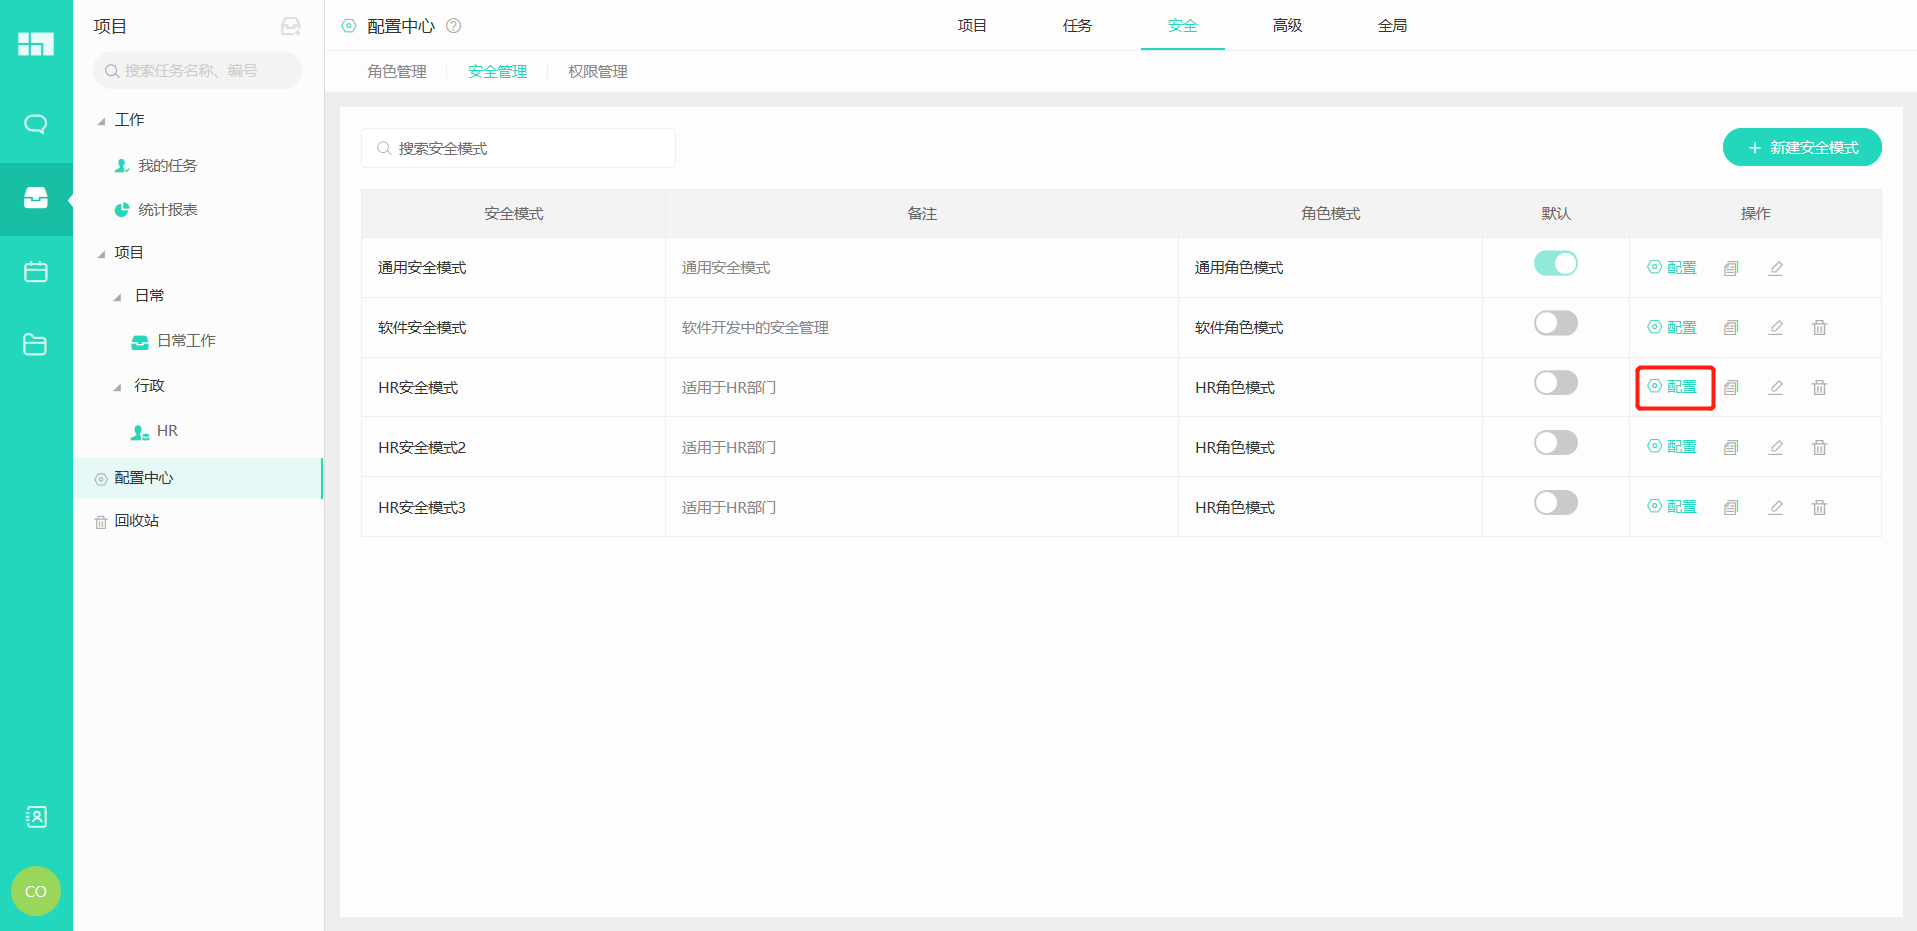 项目
搜索任务名称、编号
工作
我的任务
统计报表
项目
日常
日常工作
行政
HR
配置中心
回收站
CO
配置中心 ?
项目 任务 安全 高级 全局
角色管理 安全管理 权限管理
搜索安全模式
+ 新建安全模式
安全模式 备注 角色模式 默认 操作
通用安全模式 通用安全模式 通用角色模式 配置
软件安全模式 软件开发中的安全管理 软件角色模式 配置
HR安全模式 适用于HR部门 HR角色模式 配置
HR安全模式2 适用于HR部门 HR角色模式 配置
HR安全模式3 适用于HR部门 HR角色模式 配置